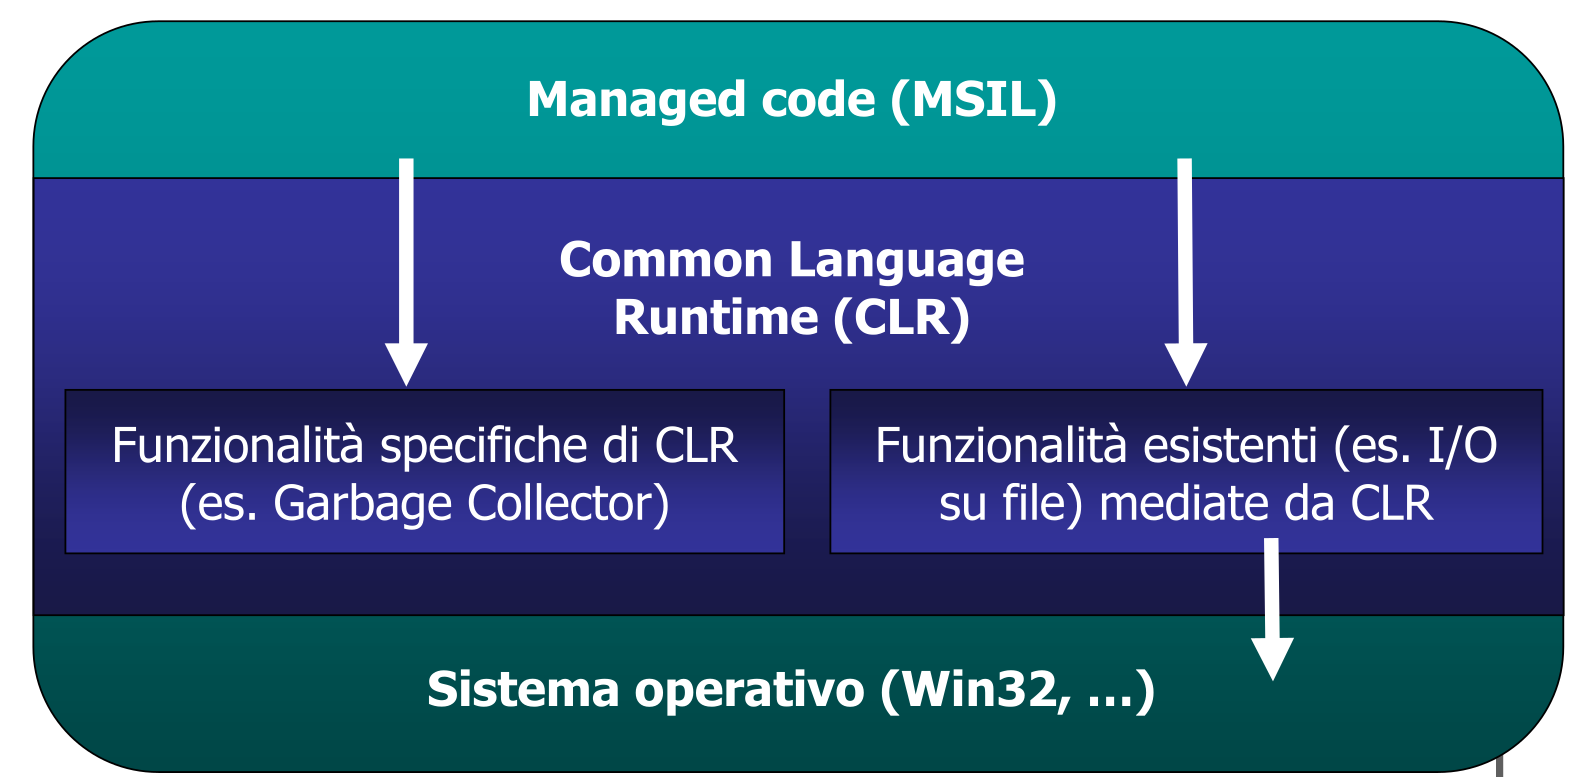 Managed code (MSIL)
Common Language
Runtime (CLR)
Funzionalità specifiche di CLR
(es. Garbage Collector)
Funzionalità esistenti (es. I/O
su file) mediate da CLR
Sistema operativo (Win32, …)